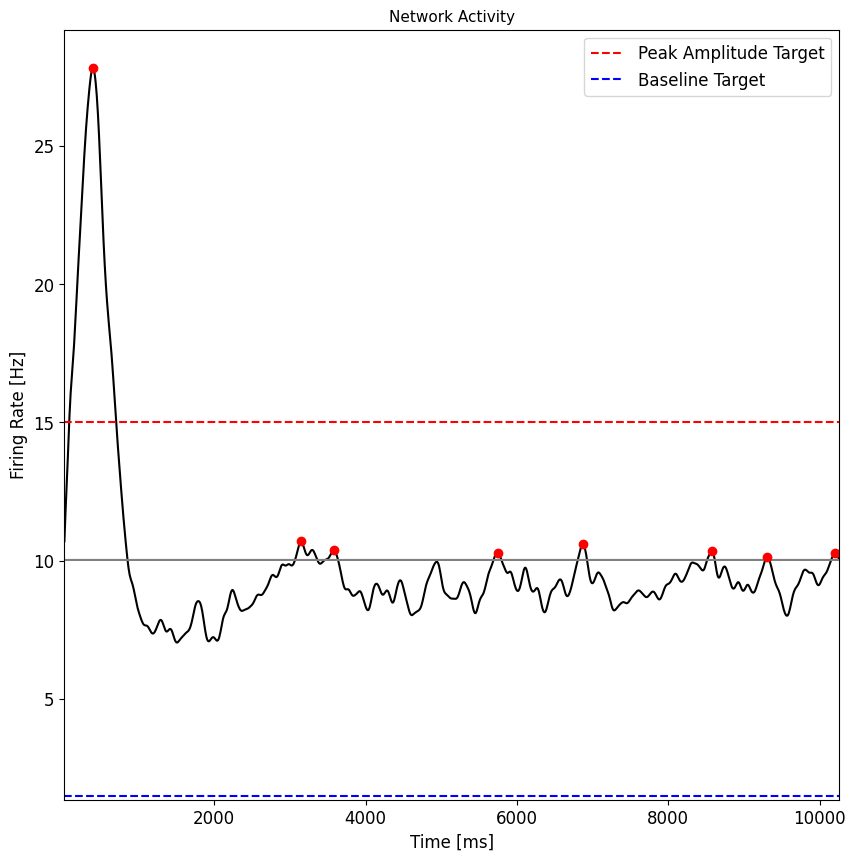 Network Activity
Peak Amplitude Target
Baseline Target
Firing Rate [Hz]
25
20
15
10
5
2000
4000
6000
8000
10000
Time [ms]